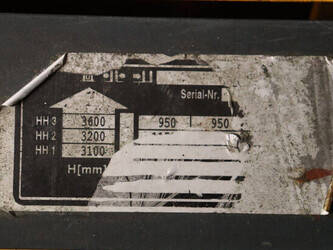 Serial-Nr.
HH 3 3600 950 950
HH 2 3200
HH 1 3100
H[mm]